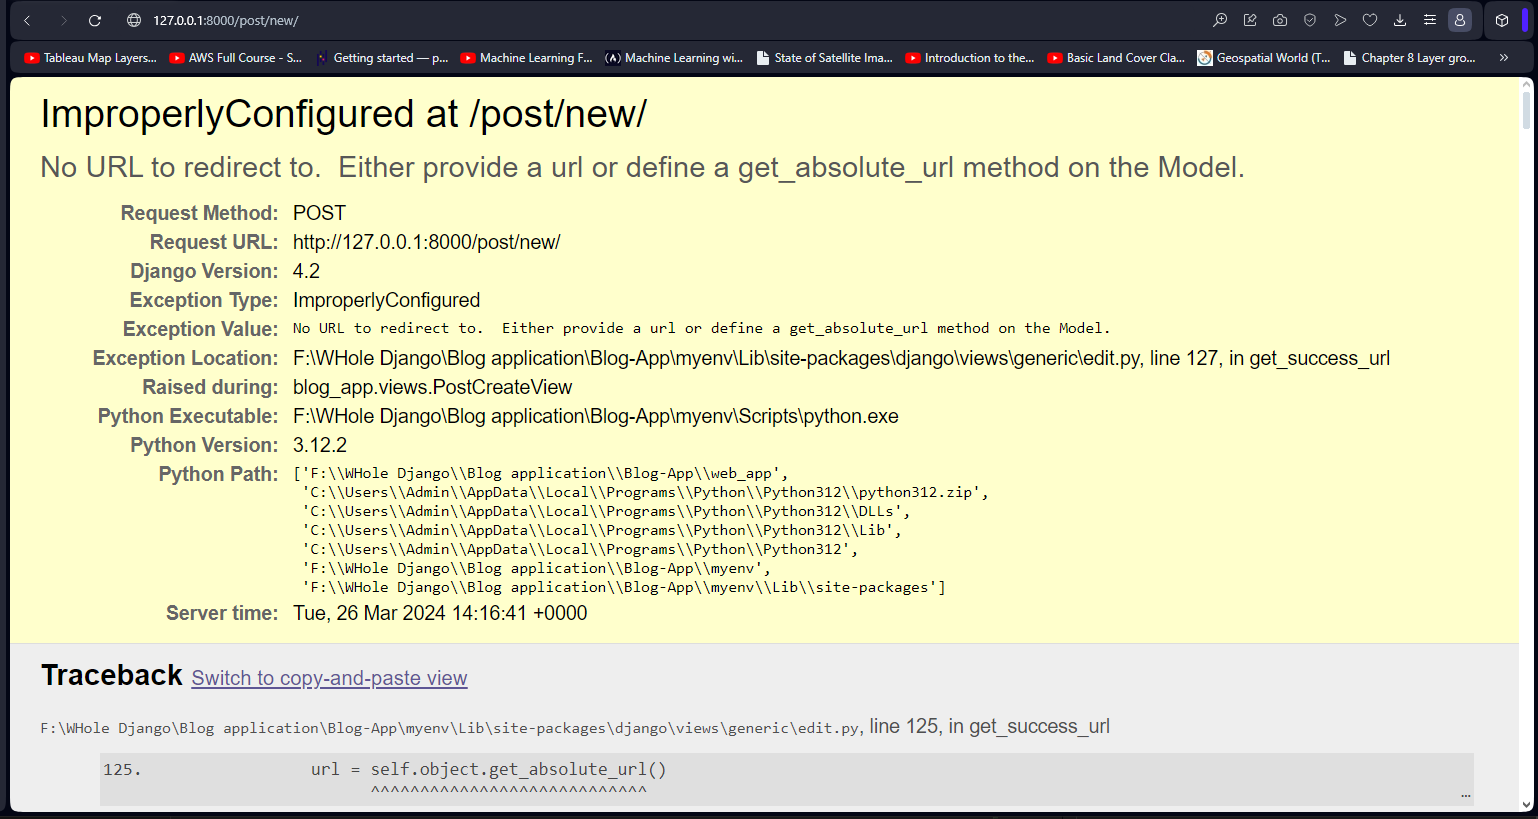 127.0.0.1:8000/post/new/
Tableau Map Layers... AWS Full Course - S... Getting started — p... Machine Learning F... Machine Learning wi... State of Satellite Ima... Introduction to the... Basic Land Cover Cla... Geospatial World (T... Chapter 8 Layer gro... »
ImproperlyConfigured at /post/new/
No URL to redirect to.  Either provide a url or define a get_absolute_url method on the Model.
Request Method: POST
Request URL: http://127.0.0.1:8000/post/new/
Django Version: 4.2
Exception Type: ImproperlyConfigured
Exception Value: No URL to redirect to.  Either provide a url or define a get_absolute_url method on the Model.
Exception Location: F:\WHole Django\Blog application\Blog-App\myenv\Lib\site-packages\django\views\generic\edit.py, line 127, in get_success_url
Raised during: blog_app.views.PostCreateView
Python Executable: F:\WHole Django\Blog application\Blog-App\myenv\Scripts\python.exe
Python Version: 3.12.2
Python Path: ['F:\\WHole Django\\Blog application\\Blog-App\\web_app',
'C:\\Users\\Admin\\AppData\\Local\\Programs\\Python\\Python312\\python312.zip',
'C:\\Users\\Admin\\AppData\\Local\\Programs\\Python\\Python312\\DLLs',
'C:\\Users\\Admin\\AppData\\Local\\Programs\\Python\\Python312\\Lib',
'C:\\Users\\Admin\\AppData\\Local\\Programs\\Python\\Python312',
'F:\\WHole Django\\Blog application\\Blog-App\\myenv',
'F:\\WHole Django\\Blog application\\Blog-App\\myenv\\Lib\\site-packages']
Server time: Tue, 26 Mar 2024 14:16:41 +0000
Traceback Switch to copy-and-paste view
F:\WHole Django\Blog application\Blog-App\myenv\Lib\site-packages\django\views\generic\edit.py, line 125, in get_success_url
125. url = self.object.get_absolute_url()
^^^^^^^^^^^^^^^^^^^^^^^^^^^^ …